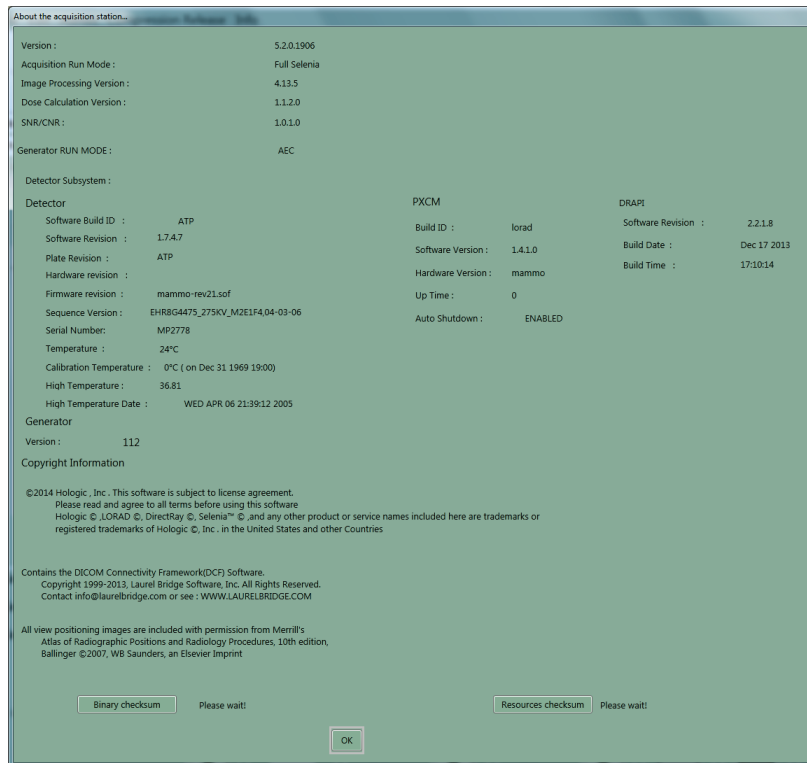 About the acquisition station...
Version : 5.2.0.1906
Acquisition Run Mode : Full Selenia
Image Processing Version : 4.13.5
Dose Calculation Version : 1.1.2.0
SNR/CNR : 1.0.1.0
Generator RUN MODE : AEC
Detector Subsystem :
Detector
Software Build ID : ATP
Software Revision : 1.7.4.7
Plate Revision : ATP
Hardware revision :
Firmware revision : mammo-rev21.sof
Sequence Version : EHR8G4475_275KV_M2E1F4,04-03-06
Serial Number: MP2778
Temperature : 24°C
Calibration Temperature : 0°C ( on Dec 31 1969 19:00)
High Temperature : 36.81
High Temperature Date : WED APR 06 21:39:12 2005
PXCM
Build ID : lorad
Software Version : 1.4.1.0
Hardware Version : mammo
Up Time : 0
Auto Shutdown : ENABLED
DRAPI
Software Revision : 2.2.1.8
Build Date : Dec 17 2013
Build Time : 17:10:14
Generator
Version : 112
Copyright Information
©2014 Hologic , Inc . This software is subject to license agreement.
Please read and agree to all terms before using this software
Hologic © ,LORAD ©, DirectRay ©, Selenia™ © ,and any other product or service names included here are trademarks or
registered trademarks of Hologic ©, Inc . in the United States and other Countries
Contains the DICOM Connectivity Framework(DCF) Software.
Copyright 1999-2013, Laurel Bridge Software, Inc. All Rights Reserved.
Contact info@laurelbridge.com or see : WWW.LAURELBRIDGE.COM
All view positioning images are included with permission from Merrill's
Atlas of Radiographic Positions and Radiology Procedures, 10th edition,
Ballinger ©2007, WB Saunders, an Elsevier Imprint
Binary checksum Please wait!
Resources checksum Please wait!
OK